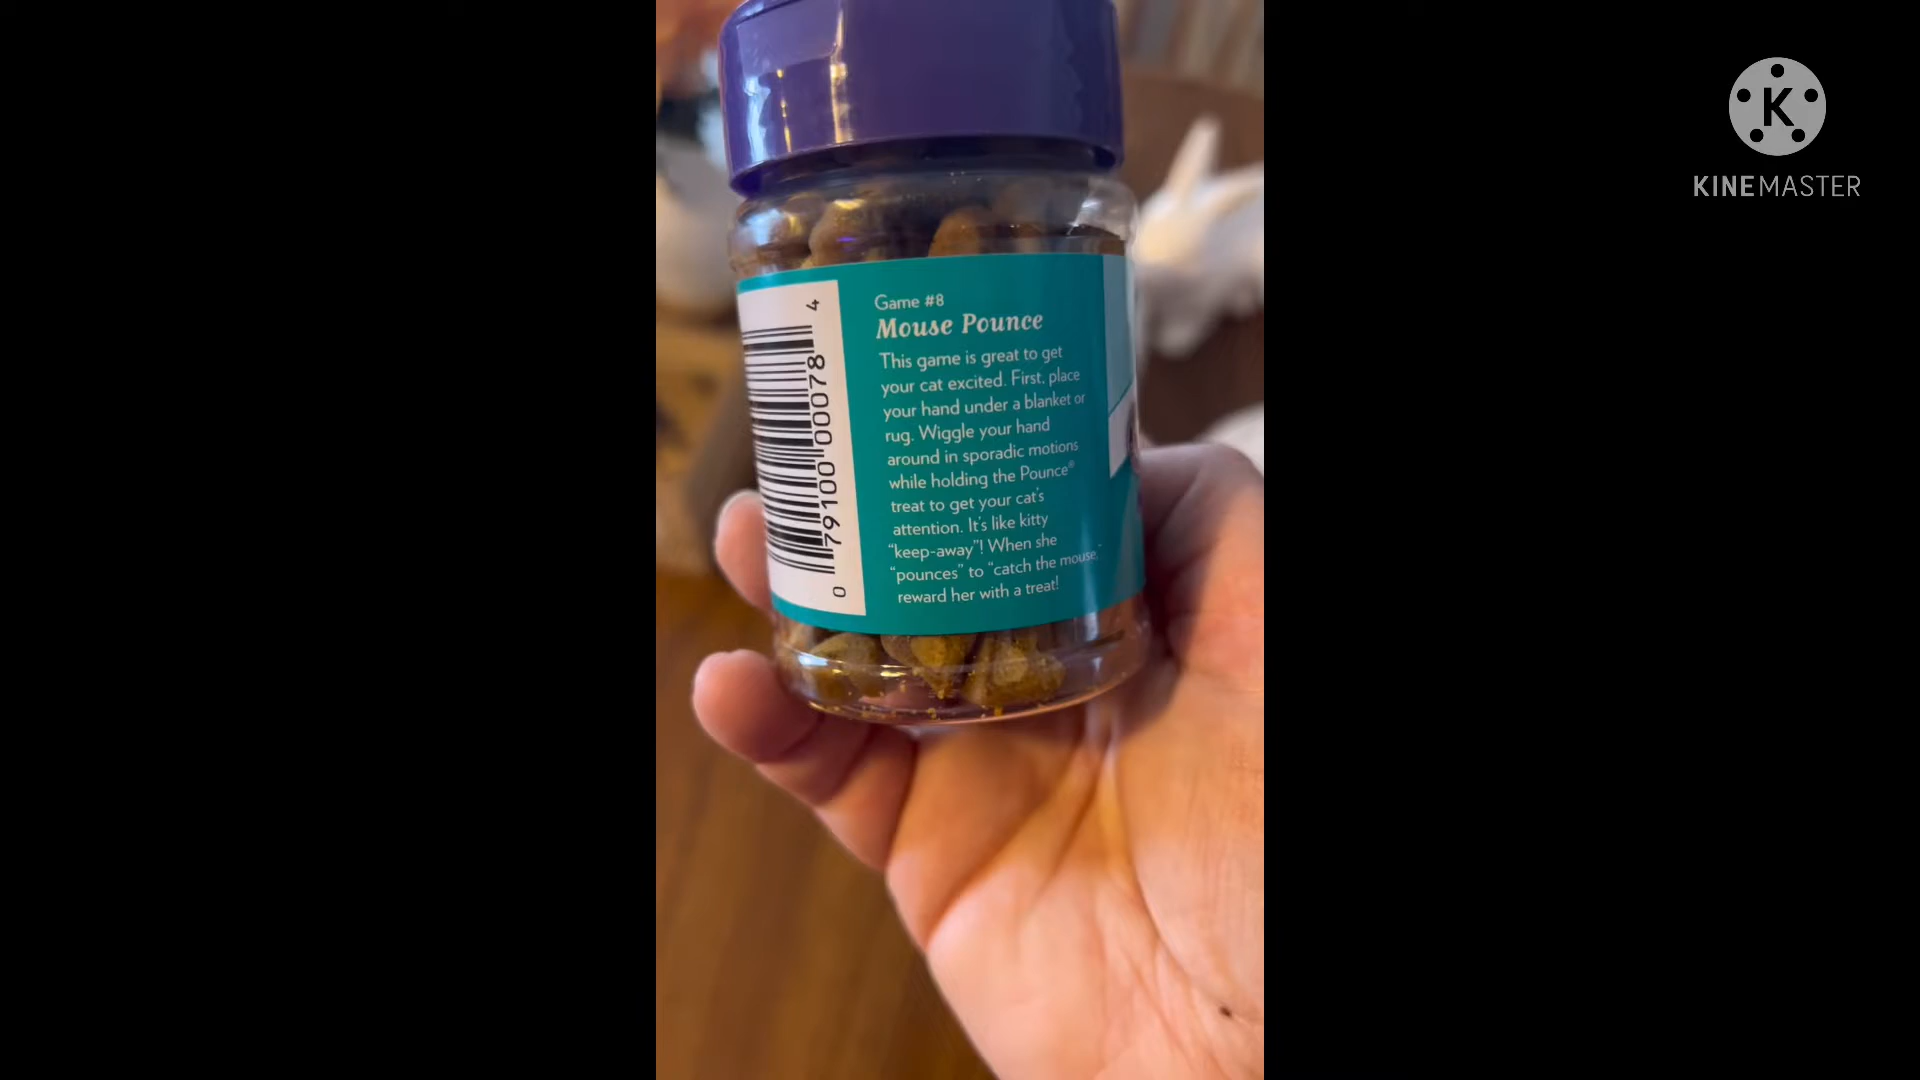 Game #8
Mouse Pounce
This game is great to get
your cat excited. First, place
your hand under a blanket or
rug. Wiggle your hand
around in sporadic motions
while holding the Pounce®
treat to get your cat's
attention. It's like kitty
“keep-away”! When she
“pounces” to “catch the mouse,”
reward her with a treat!
0 79100 00078 4
K
KINEMASTER